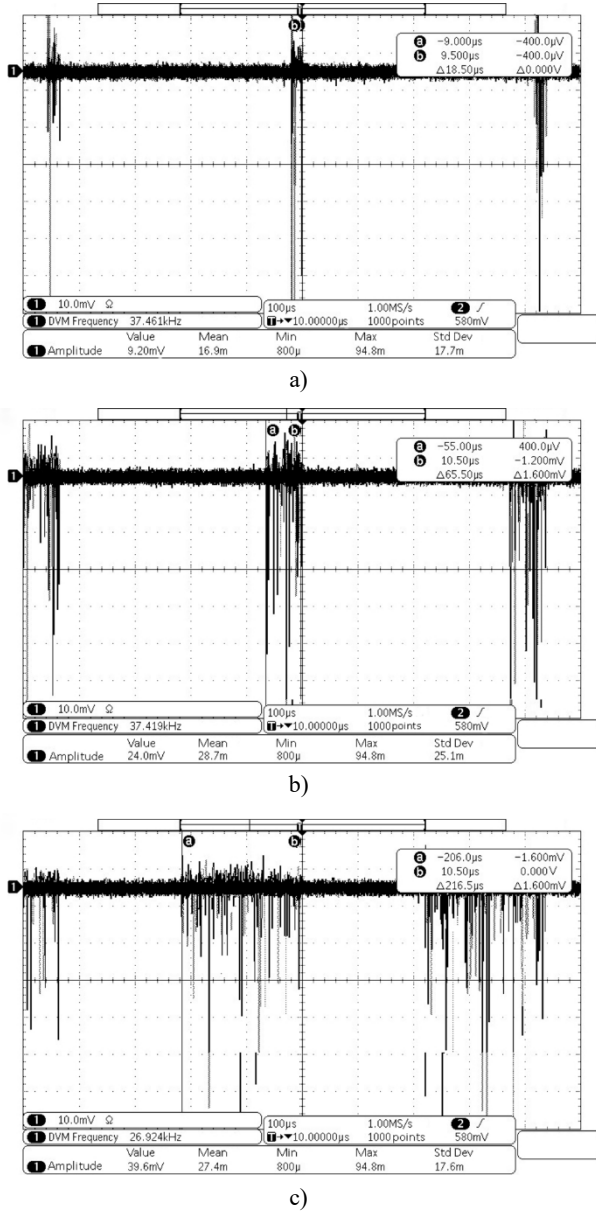 b
a -9.000µs -400.0µV
b 9.500µs -400.0µV
Δ18.50µs Δ0.000V
1
1 10.0mV Ω
100µs 1.00MS/s 2 ∫
1 DVM Frequency 37.461kHz
T→▼10.00000µs 1000points 580mV
Value Mean Min Max Std Dev
1 Amplitude 9.20mV 16.9m 800µ 94.8m 17.7m
a)
a b
a -55.00µs 400.0µV
b 10.50µs -1.200mV
Δ65.50µs Δ1.600mV
1
1 10.0mV Ω
100µs 1.00MS/s 2 ∫
1 DVM Frequency 37.419kHz
T→▼10.00000µs 1000points 580mV
Value Mean Min Max Std Dev
1 Amplitude 24.0mV 28.7m 800µ 94.8m 25.1m
b)
a b
a -206.0µs -1.600mV
b 10.50µs 0.000V
Δ216.5µs Δ1.600mV
1
1 10.0mV Ω
100µs 1.00MS/s 2 ∫
1 DVM Frequency 26.924kHz
T→▼10.00000µs 1000points 580mV
Value Mean Min Max Std Dev
1 Amplitude 39.6mV 27.4m 800µ 94.8m 17.6m
c)